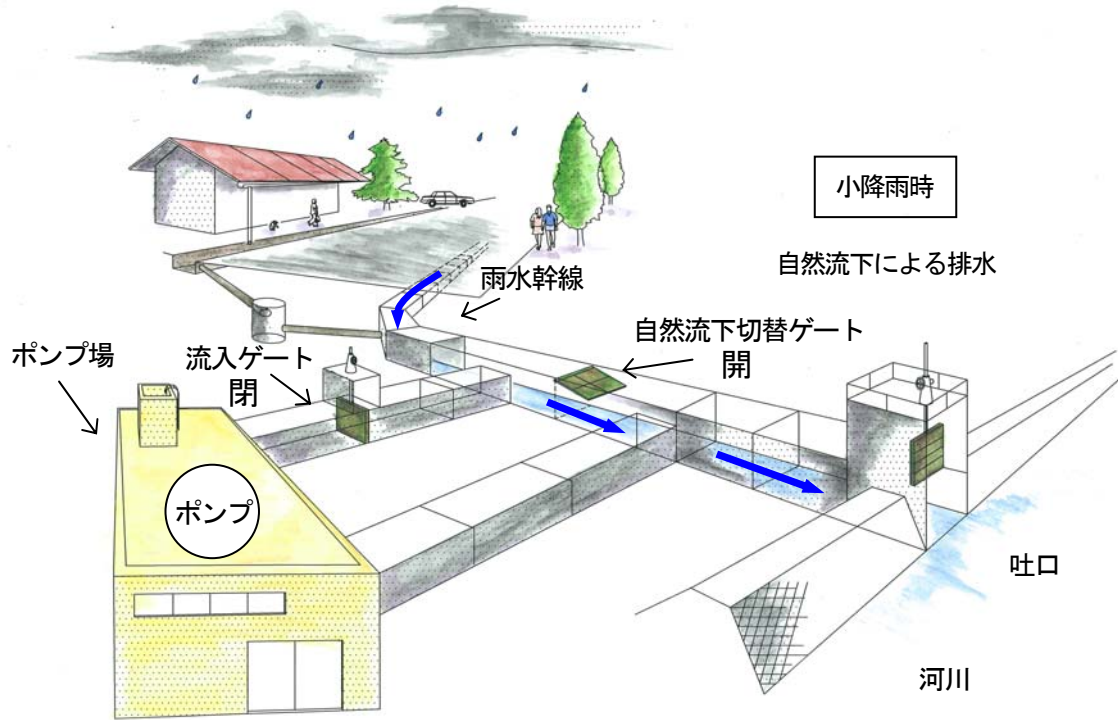 小降雨時
自然流下による排水
雨水幹線
自然流下切替ゲート
開
流入ゲート
閉
ポンプ場
ポンプ
吐口
河川